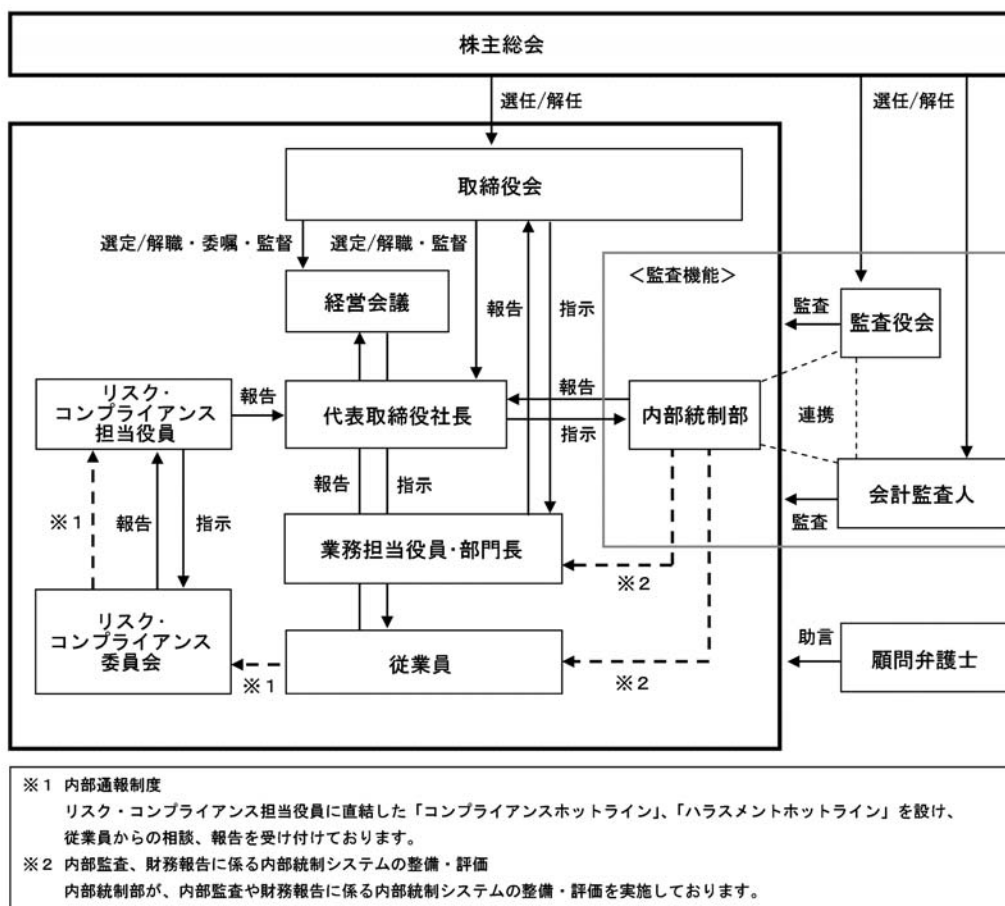 株主総会
選任/解任
選任/解任
取締役会
選定/解職・委嘱・監督
選定/解職・監督
＜監査機能＞
経営会議
報告
指示
監査
監査役会
リスク・
コンプライアンス
担当役員
報告
代表取締役社長
報告
指示
内部統制部
連携
報告
指示
会計監査人
監査
※１
報告
指示
業務担当役員・部門長
※２
リスク・
コンプライアンス
委員会
※１
従業員
※２
助言
顧問弁護士
※１ 内部通報制度
リスク・コンプライアンス担当役員に直結した「コンプライアンスホットライン」、「ハラスメントホットライン」を設け、
従業員からの相談、報告を受け付けております。
※２ 内部監査、財務報告に係る内部統制システムの整備・評価
内部統制部が、内部監査や財務報告に係る内部統制システムの整備・評価を実施しております。